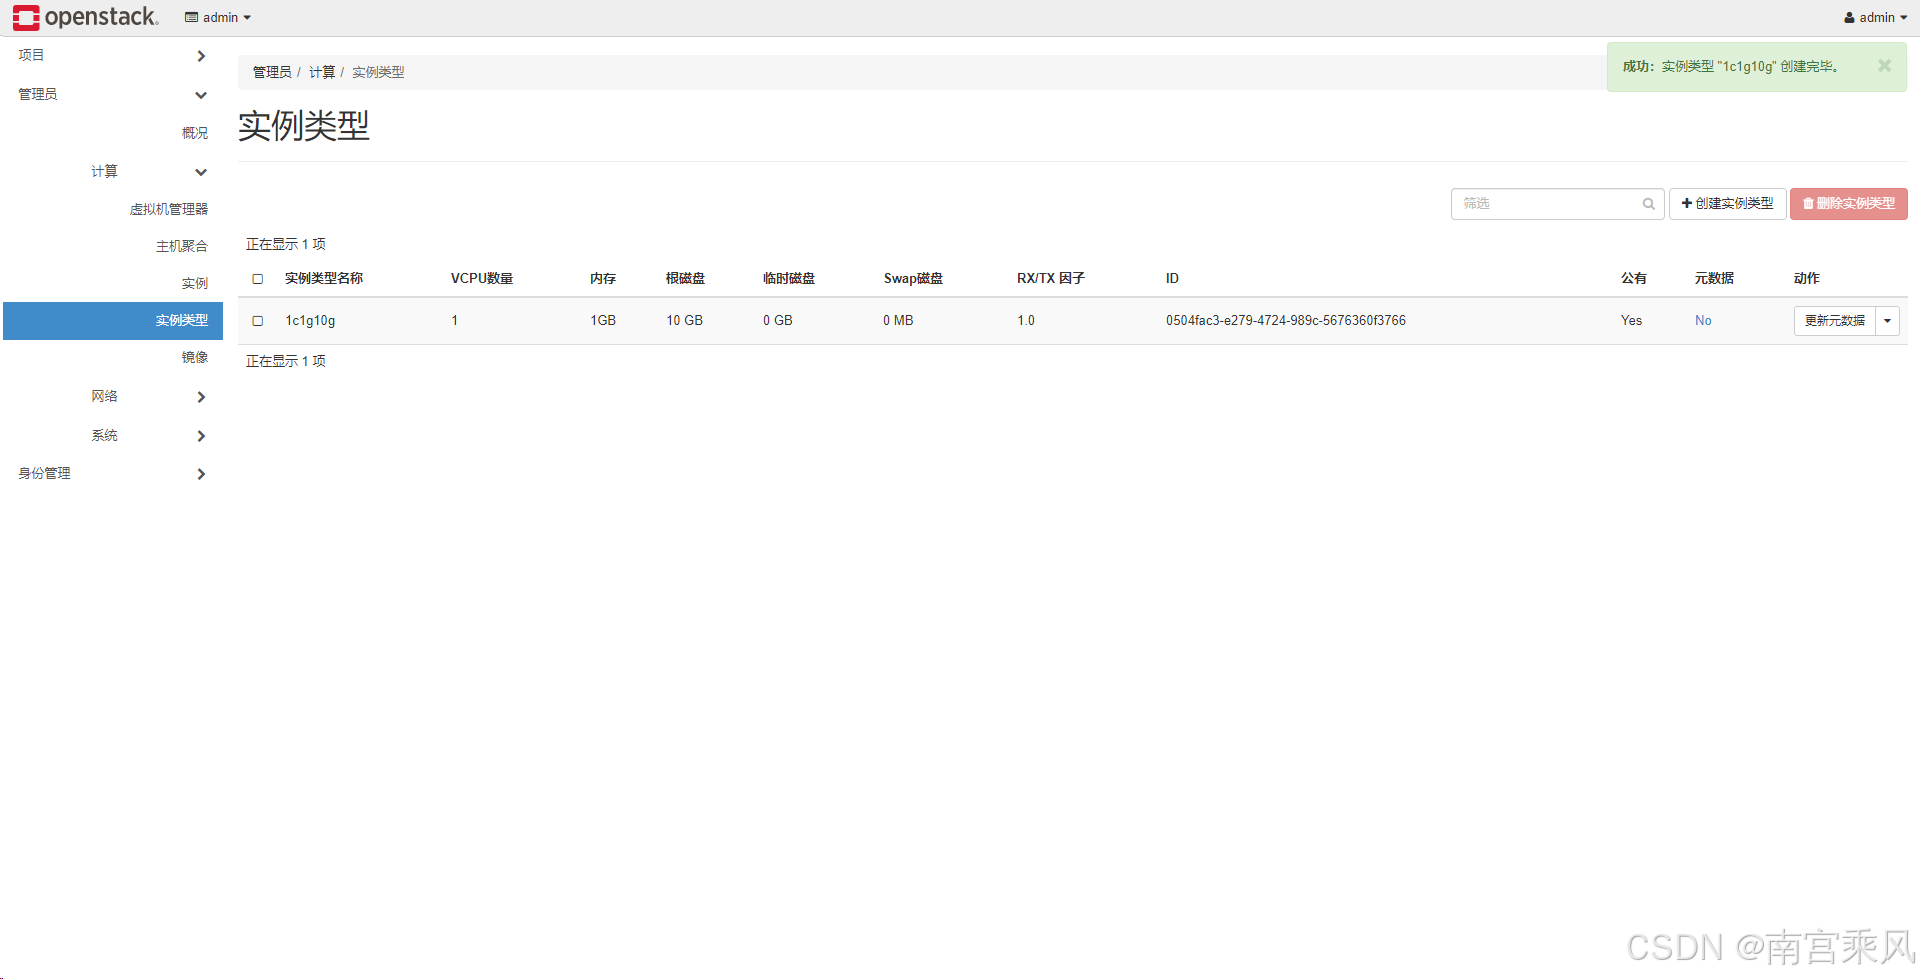 openstack.
admin
admin
项目
管理员
概况
计算
虚拟机管理器
主机聚合
实例
实例类型
镜像
网络
系统
身份管理
管理员 / 计算 / 实例类型
成功：实例类型 "1c1g10g" 创建完毕。
实例类型
筛选
创建实例类型
删除实例类型
正在显示 1 项
实例类型名称 VCPU数量 内存 根磁盘 临时磁盘 Swap磁盘 RX/TX 因子 ID 公有 元数据 动作
1c1g10g 1 1GB 10 GB 0 GB 0 MB 1.0 0504fac3-e279-4724-989c-5676360f3766 Yes No 更新元数据
正在显示 1 项
CSDN @南宫乘风